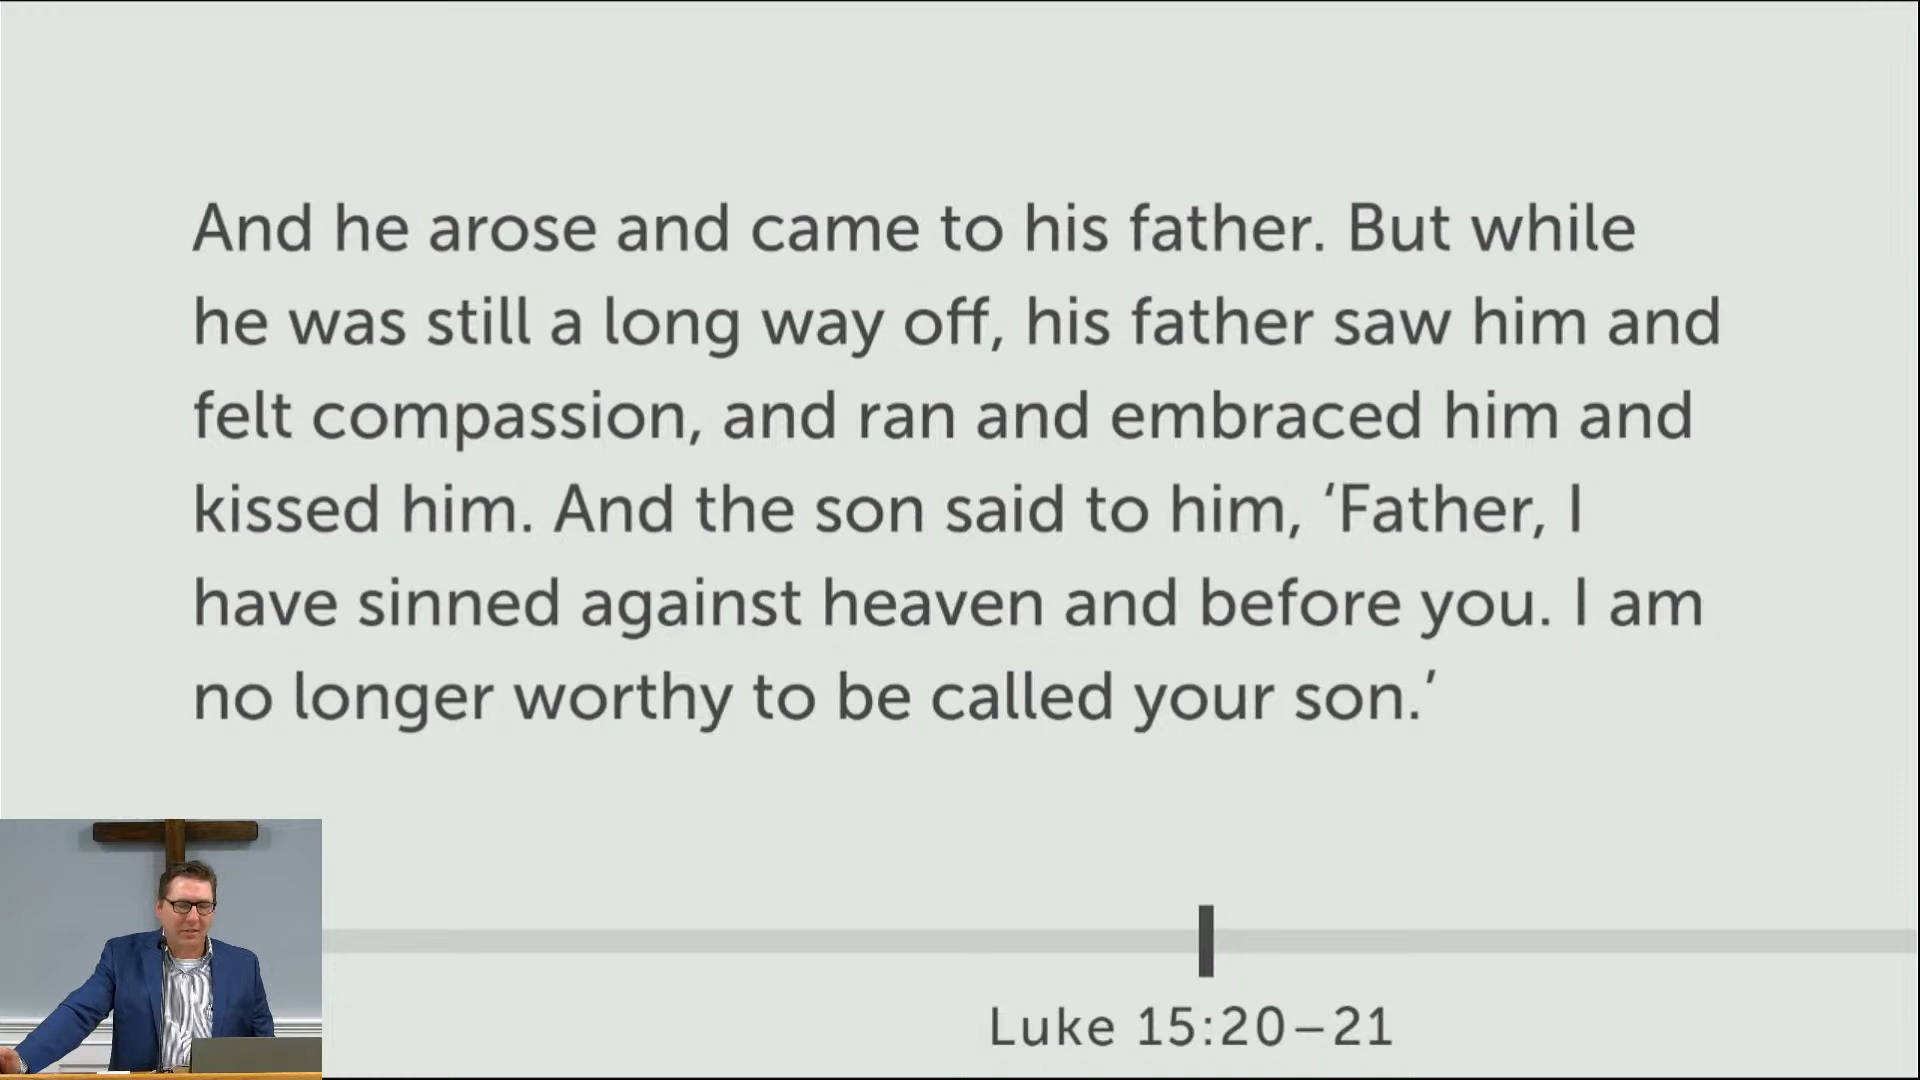 And he arose and came to his father. But while
he was still a long way off, his father saw him and
felt compassion, and ran and embraced him and
kissed him. And the son said to him, ‘Father, I
have sinned against heaven and before you. I am
no longer worthy to be called your son.’
Luke 15:20–21